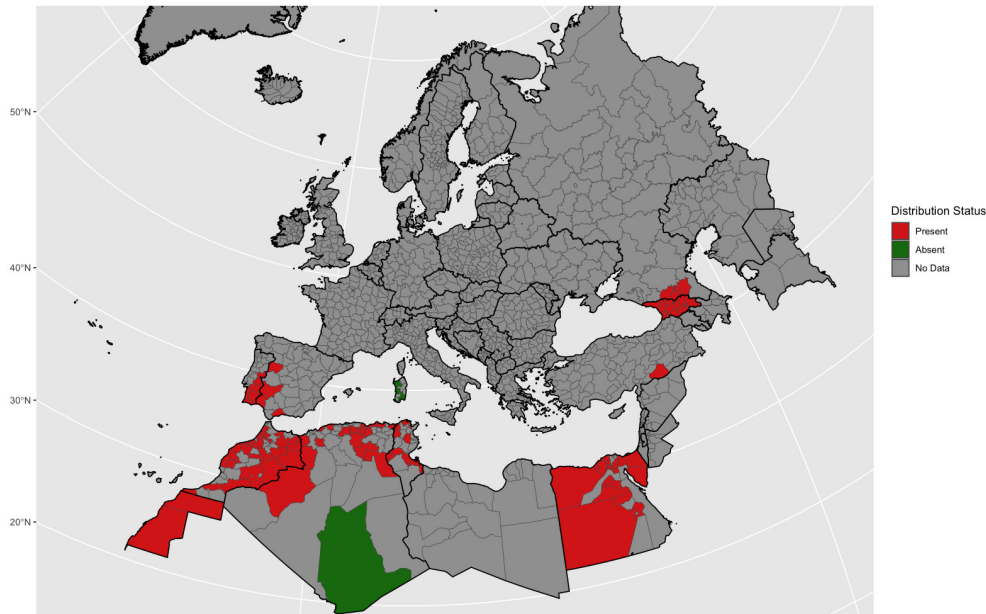 50°N
40°N
30°N
20°N
Distribution Status
Present
Absent
No Data